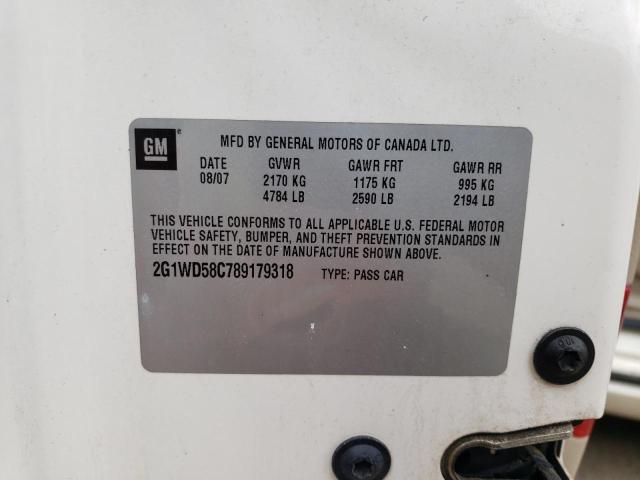 GM
MFD BY GENERAL MOTORS OF CANADA LTD.
DATE GVWR GAWR FRT GAWR RR
08/07 2170 KG 1175 KG 995 KG
4784 LB 2590 LB 2194 LB
THIS VEHICLE CONFORMS TO ALL APPLICABLE U.S. FEDERAL MOTOR
VEHICLE SAFETY, BUMPER, AND THEFT PREVENTION STANDARDS IN
EFFECT ON THE DATE OF MANUFACTURE SHOWN ABOVE.
2G1WD58C789179318 TYPE: PASS CAR